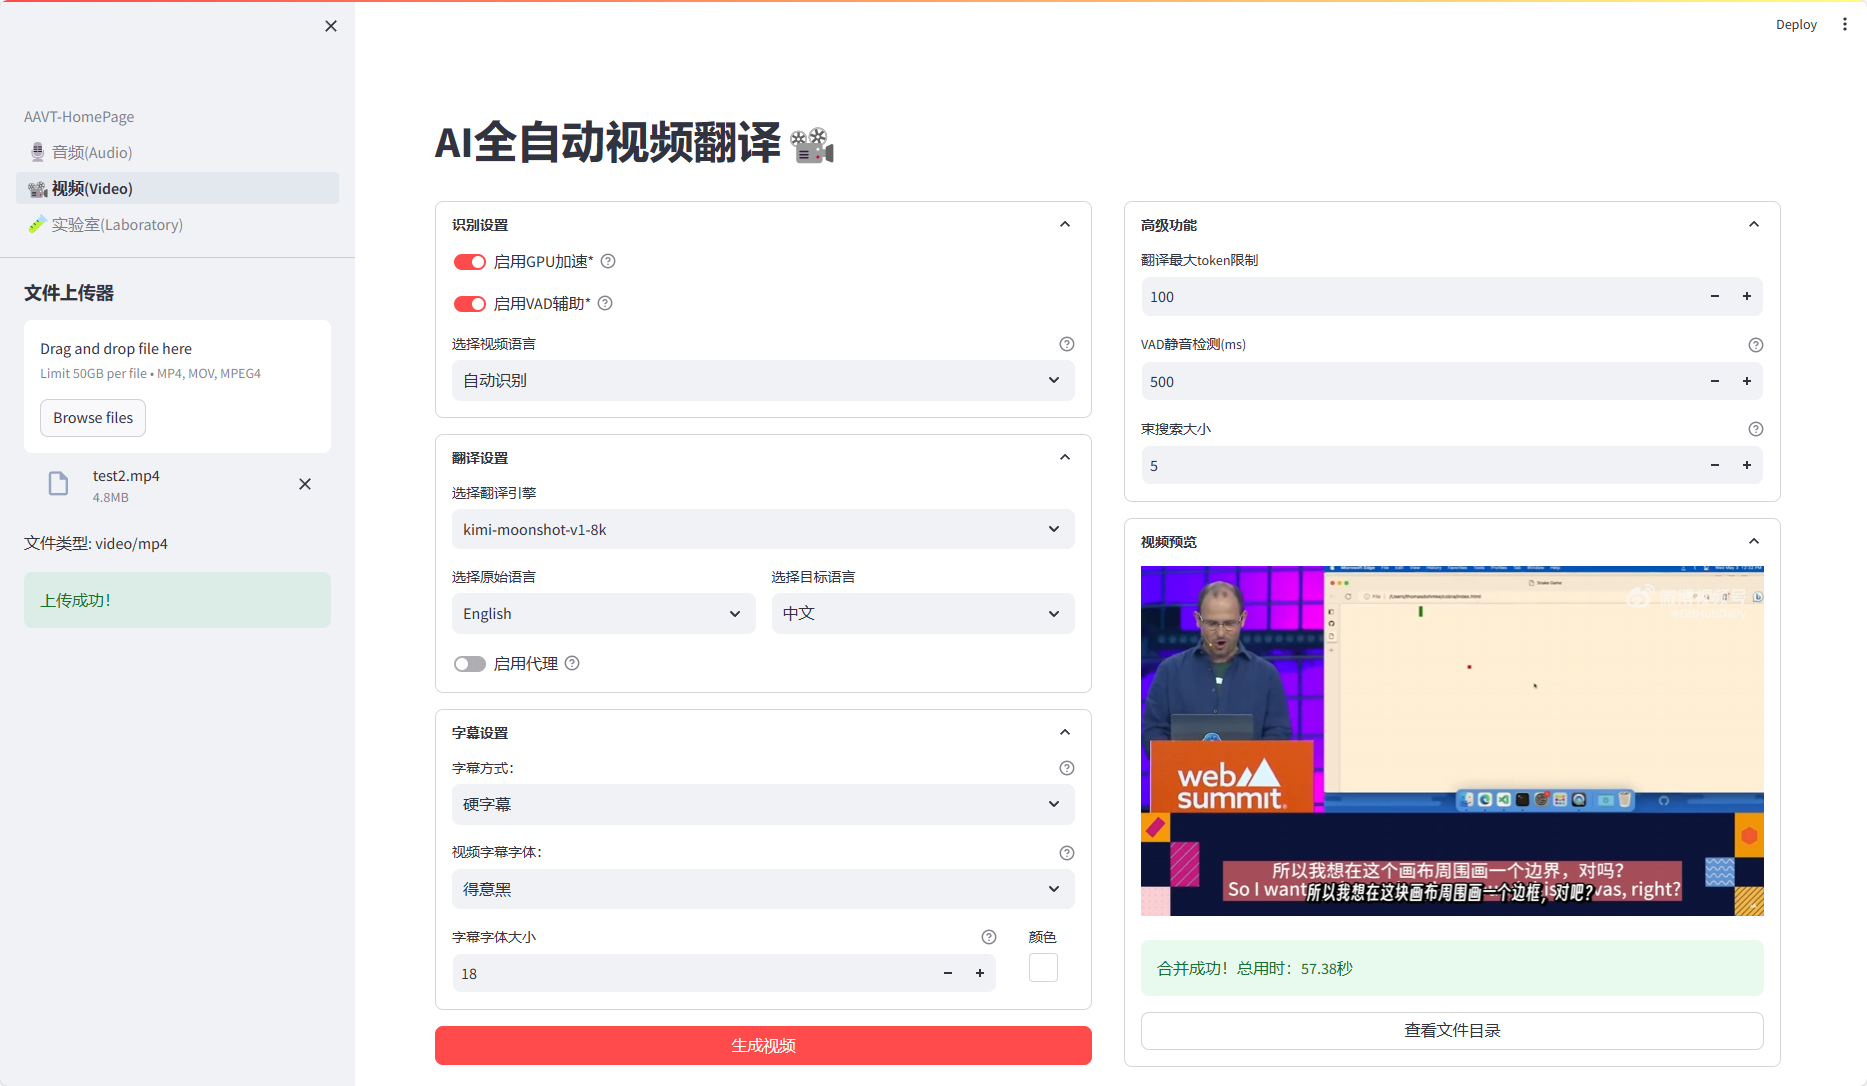 Deploy
AAVT-HomePage
音频(Audio)
视频(Video)
实验室(Laboratory)
文件上传器
Drag and drop file here
Limit 50GB per file • MP4, MOV, MPEG4
Browse files
test2.mp4
4.8MB
文件类型: video/mp4
上传成功！
AI全自动视频翻译
识别设置
启用GPU加速*
启用VAD辅助*
选择视频语言
自动识别
翻译设置
选择翻译引擎
kimi-moonshot-v1-8k
选择原始语言
选择目标语言
English
中文
启用代理
字幕设置
字幕方式：
硬字幕
视频字幕字体：
得意黑
字幕字体大小
颜色
18
生成视频
高级功能
翻译最大token限制
100
VAD静音检测(ms)
500
束搜索大小
5
视频预览
Snake Game
web
summit.
所以我想在这个画布周围画一个边界，对吗？
So I want
所以我想在这块画布周围画一个边框，对吧？
vas, right?
合并成功！总用时：57.38秒
查看文件目录